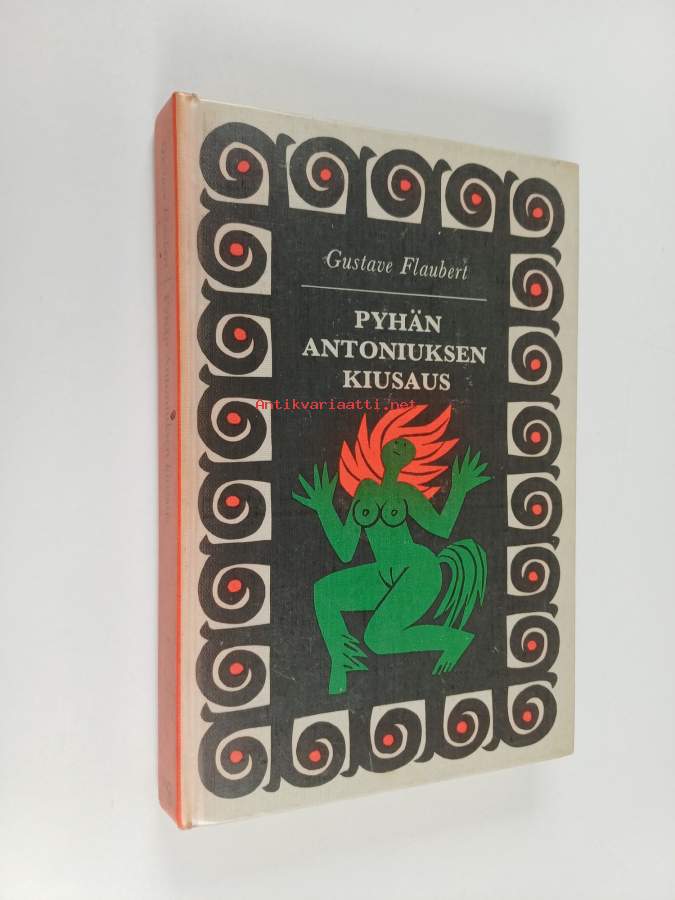 Gustave Flaubert
PYHÄN
ANTONIUKSEN
KIUSAUS
Antikvariaatti.net